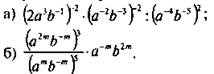 а) (2a³b⁻¹)⁻² · (a⁻²b⁻³)⁻² : (a⁻⁴b⁻⁵)²;
б) (a²ᵐb⁻ᵐ)³ / (aᵐb⁻ᵐ)⁵ · a⁻ᵐb²ᵐ.